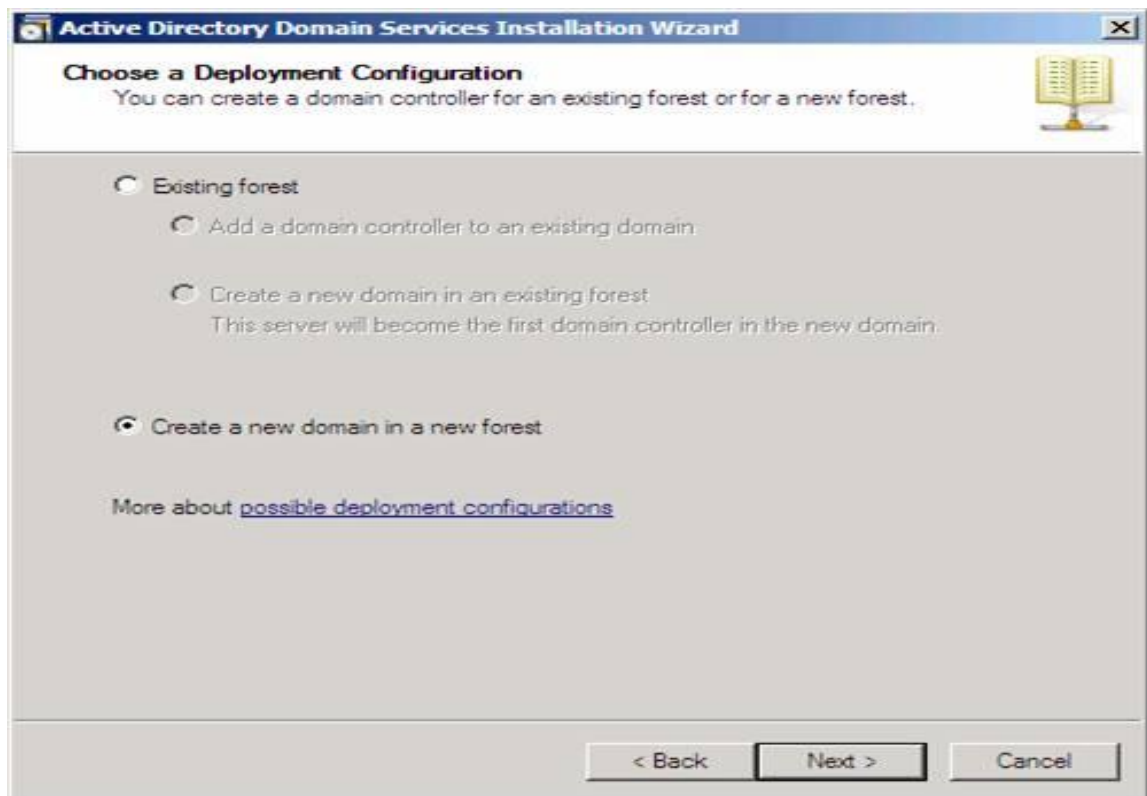 Active Directory Domain Services Installation Wizard
Choose a Deployment Configuration
You can create a domain controller for an existing forest or for a new forest.
Existing forest
Add a domain controller to an existing domain
Create a new domain in an existing forest
This server will become the first domain controller in the new domain.
Create a new domain in a new forest
More about possible deployment configurations
< Back
Next >
Cancel